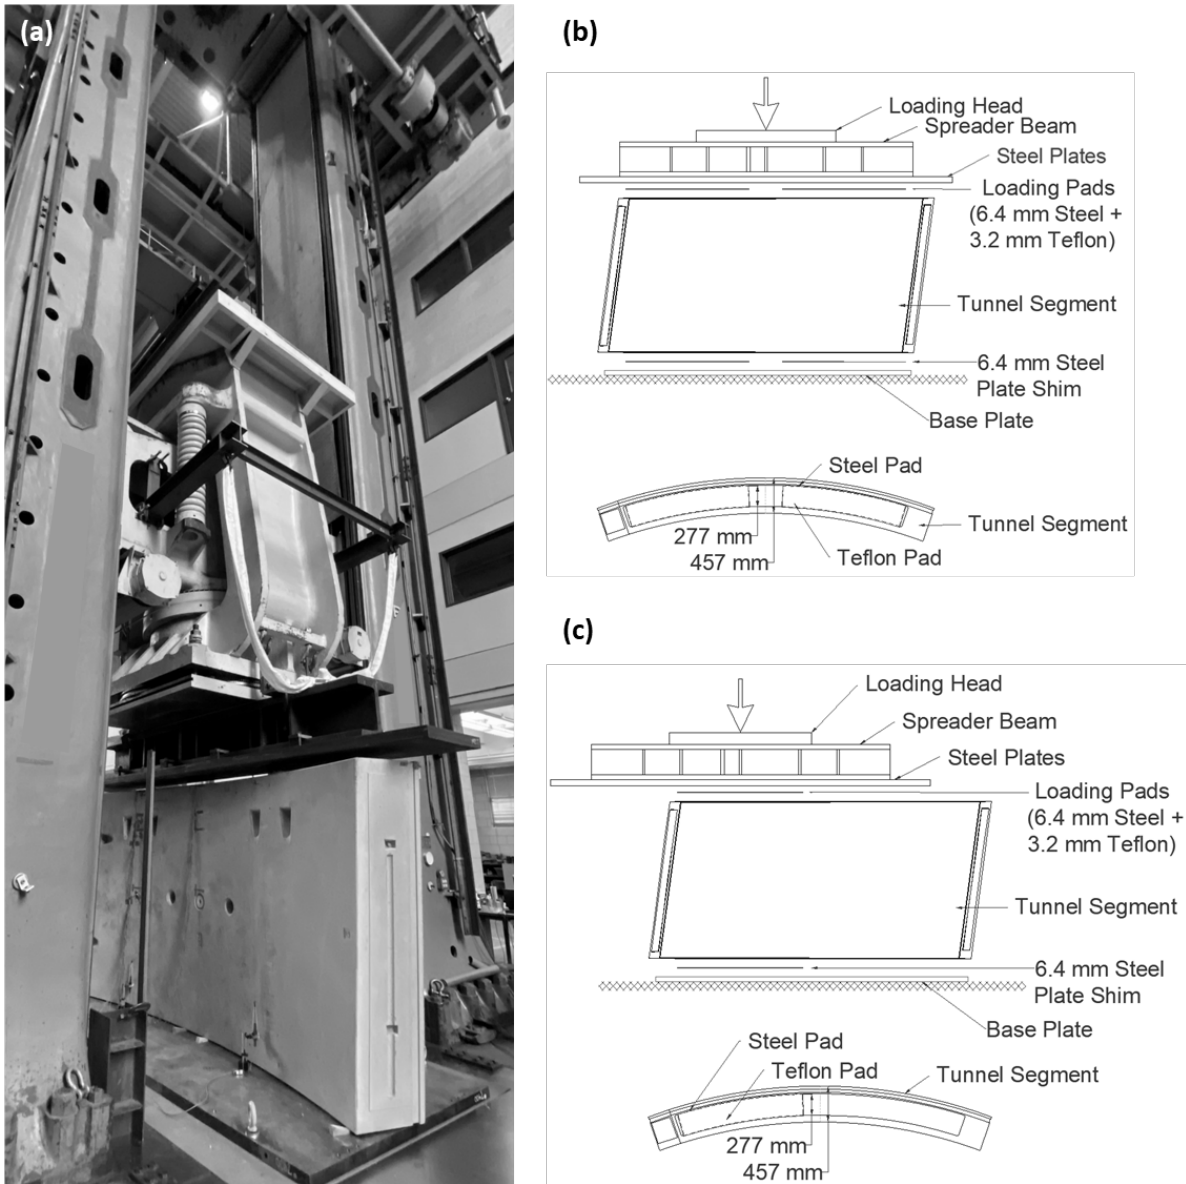 (a)
(b)
Loading Head
Spreader Beam
Steel Plates
Loading Pads
(6.4 mm Steel +
3.2 mm Teflon)
Tunnel Segment
6.4 mm Steel
Plate Shim
Base Plate
Steel Pad
Tunnel Segment
277 mm
Teflon Pad
457 mm
(c)
Loading Head
Spreader Beam
Steel Plates
Loading Pads
(6.4 mm Steel +
3.2 mm Teflon)
Tunnel Segment
6.4 mm Steel
Plate Shim
Base Plate
Steel Pad
Teflon Pad
Tunnel Segment
277 mm
457 mm